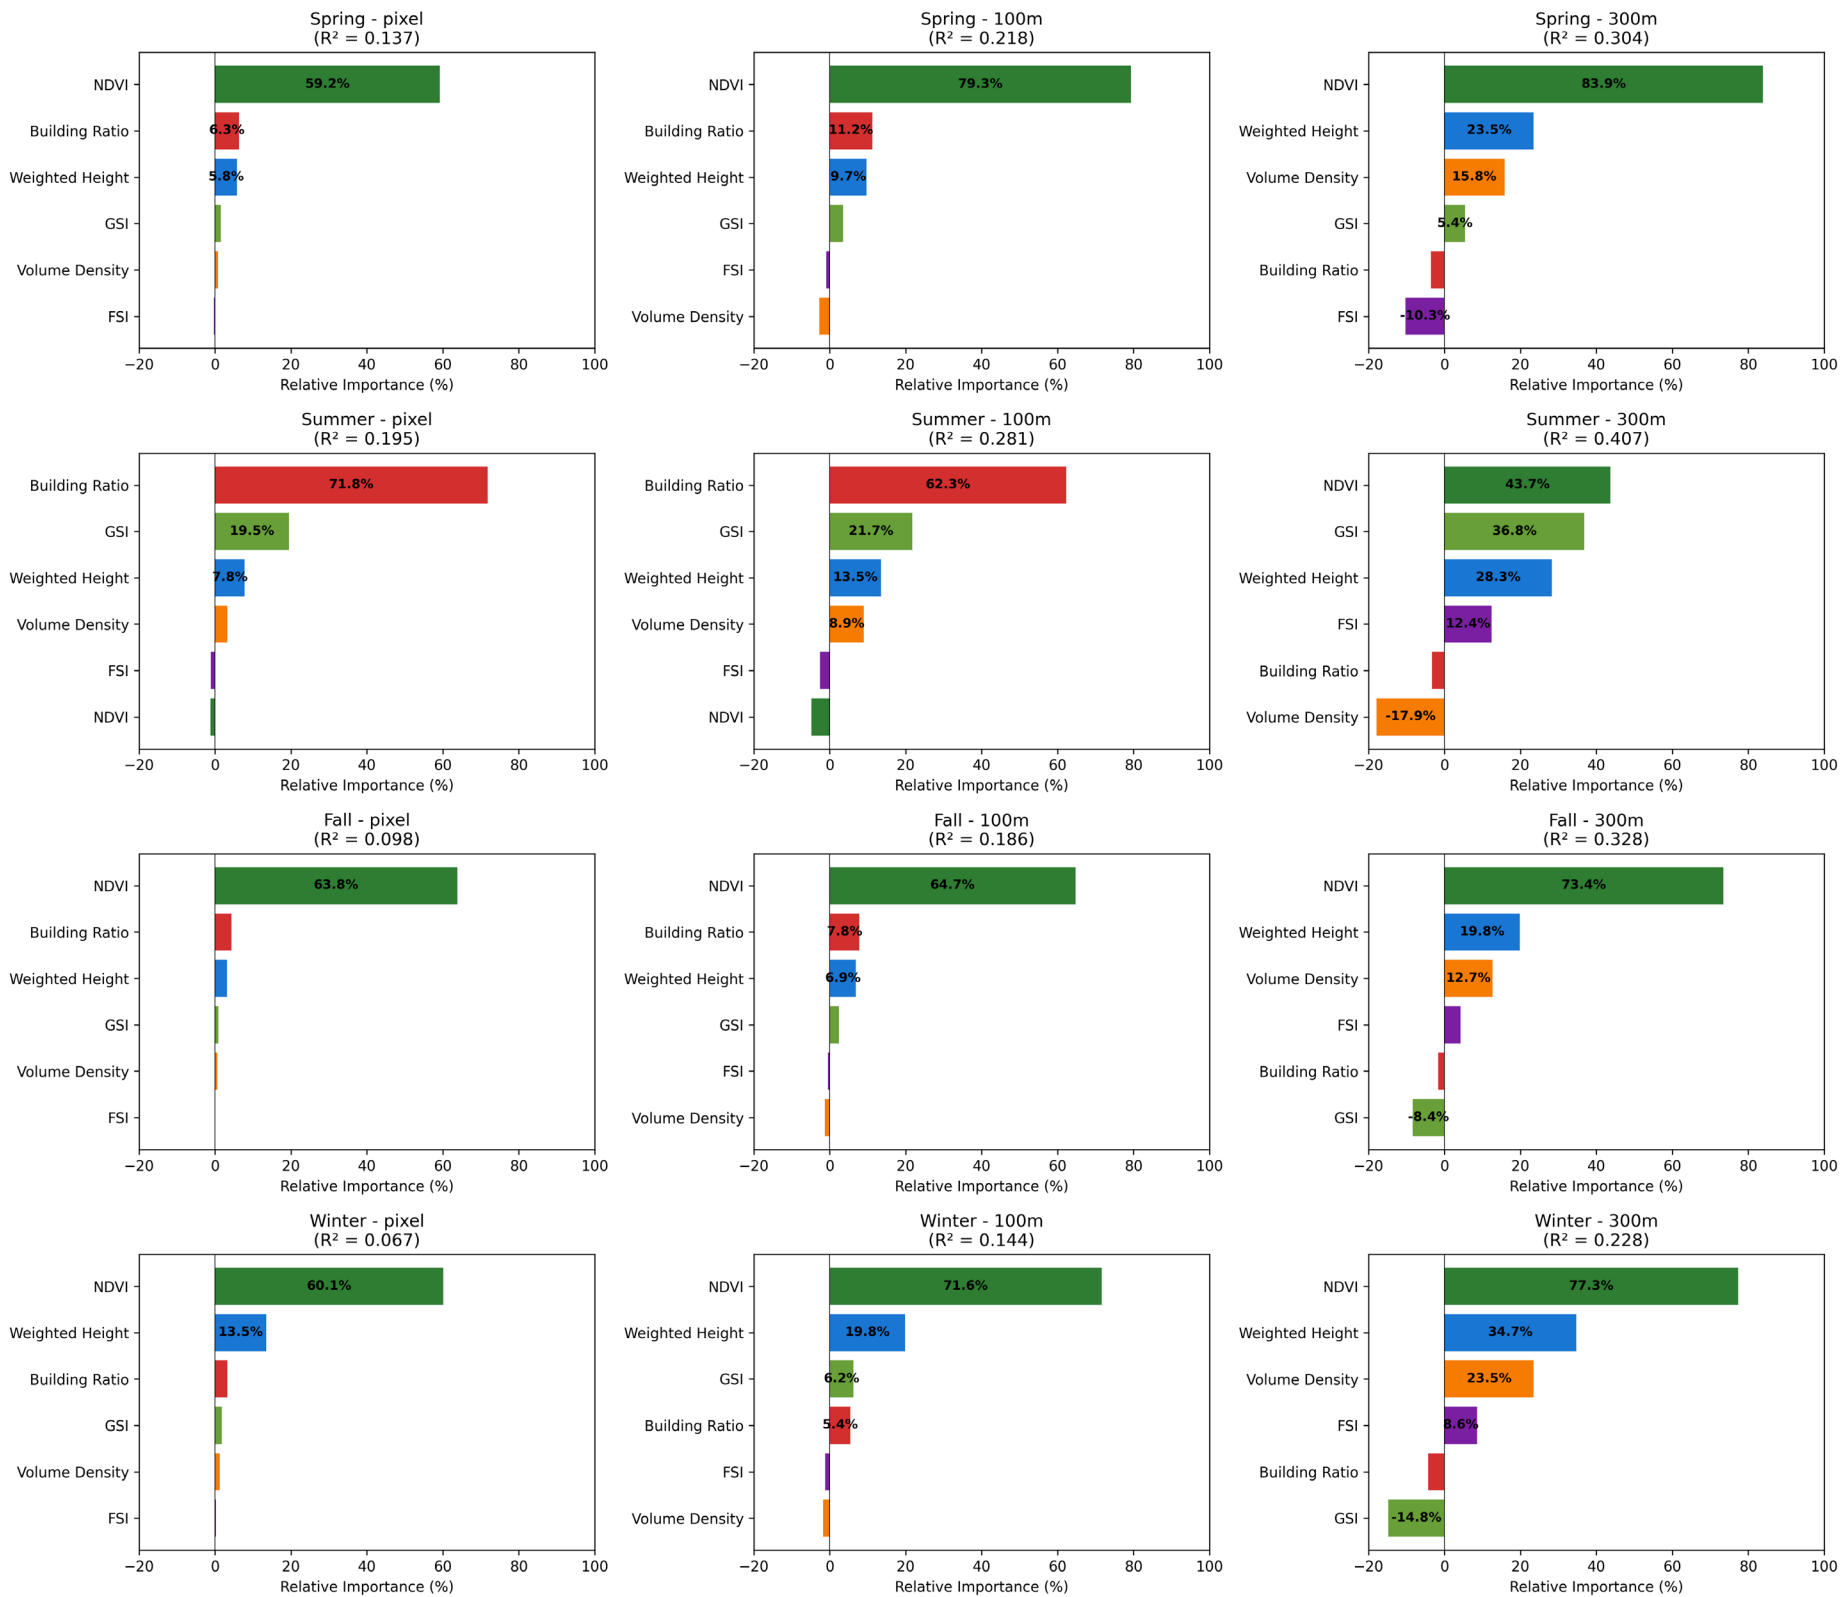 Spring - pixel
(R² = 0.137)
NDVI
59.2%
Building Ratio
6.3%
Weighted Height
5.8%
GSI
Volume Density
FSI
−20 0 20 40 60 80 100
Relative Importance (%)
Spring - 100m
(R² = 0.218)
NDVI
79.3%
Building Ratio
11.2%
Weighted Height
9.7%
GSI
FSI
Volume Density
−20 0 20 40 60 80 100
Relative Importance (%)
Spring - 300m
(R² = 0.304)
NDVI
83.9%
Weighted Height
23.5%
Volume Density
15.8%
GSI
5.4%
Building Ratio
FSI
-10.3%
−20 0 20 40 60 80 100
Relative Importance (%)
Summer - pixel
(R² = 0.195)
Building Ratio
71.8%
GSI
19.5%
Weighted Height
7.8%
Volume Density
FSI
NDVI
−20 0 20 40 60 80 100
Relative Importance (%)
Summer - 100m
(R² = 0.281)
Building Ratio
62.3%
GSI
21.7%
Weighted Height
13.5%
Volume Density
8.9%
FSI
NDVI
−20 0 20 40 60 80 100
Relative Importance (%)
Summer - 300m
(R² = 0.407)
NDVI
43.7%
GSI
36.8%
Weighted Height
28.3%
FSI
12.4%
Building Ratio
Volume Density
-17.9%
−20 0 20 40 60 80 100
Relative Importance (%)
Fall - pixel
(R² = 0.098)
NDVI
63.8%
Building Ratio
Weighted Height
GSI
Volume Density
FSI
−20 0 20 40 60 80 100
Relative Importance (%)
Fall - 100m
(R² = 0.186)
NDVI
64.7%
Building Ratio
7.8%
Weighted Height
6.9%
GSI
FSI
Volume Density
−20 0 20 40 60 80 100
Relative Importance (%)
Fall - 300m
(R² = 0.328)
NDVI
73.4%
Weighted Height
19.8%
Volume Density
12.7%
FSI
Building Ratio
GSI
-8.4%
−20 0 20 40 60 80 100
Relative Importance (%)
Winter - pixel
(R² = 0.067)
NDVI
60.1%
Weighted Height
13.5%
Building Ratio
GSI
Volume Density
FSI
−20 0 20 40 60 80 100
Relative Importance (%)
Winter - 100m
(R² = 0.144)
NDVI
71.6%
Weighted Height
19.8%
GSI
6.2%
Building Ratio
5.4%
FSI
Volume Density
−20 0 20 40 60 80 100
Relative Importance (%)
Winter - 300m
(R² = 0.228)
NDVI
77.3%
Weighted Height
34.7%
Volume Density
23.5%
FSI
8.6%
Building Ratio
GSI
-14.8%
−20 0 20 40 60 80 100
Relative Importance (%)